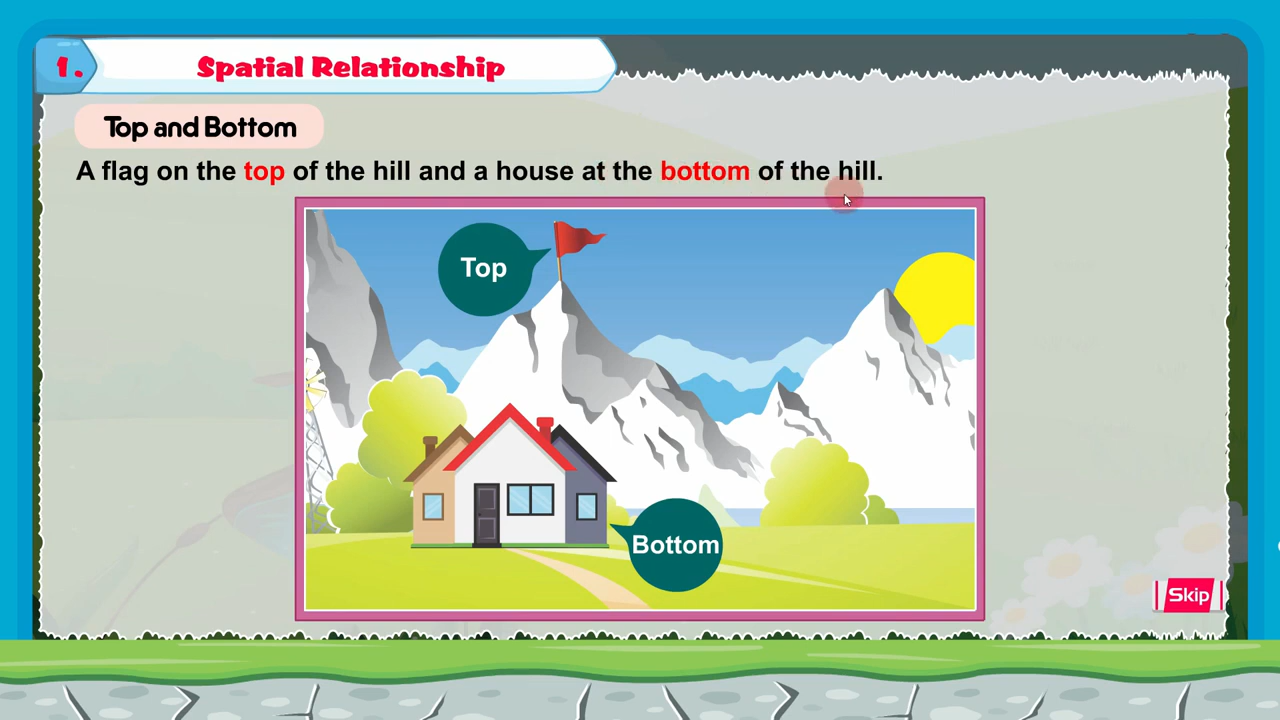 1.
Spatial Relationship
Top and Bottom
A flag on the top of the hill and a house at the bottom of the hill.
Top
Bottom
Skip